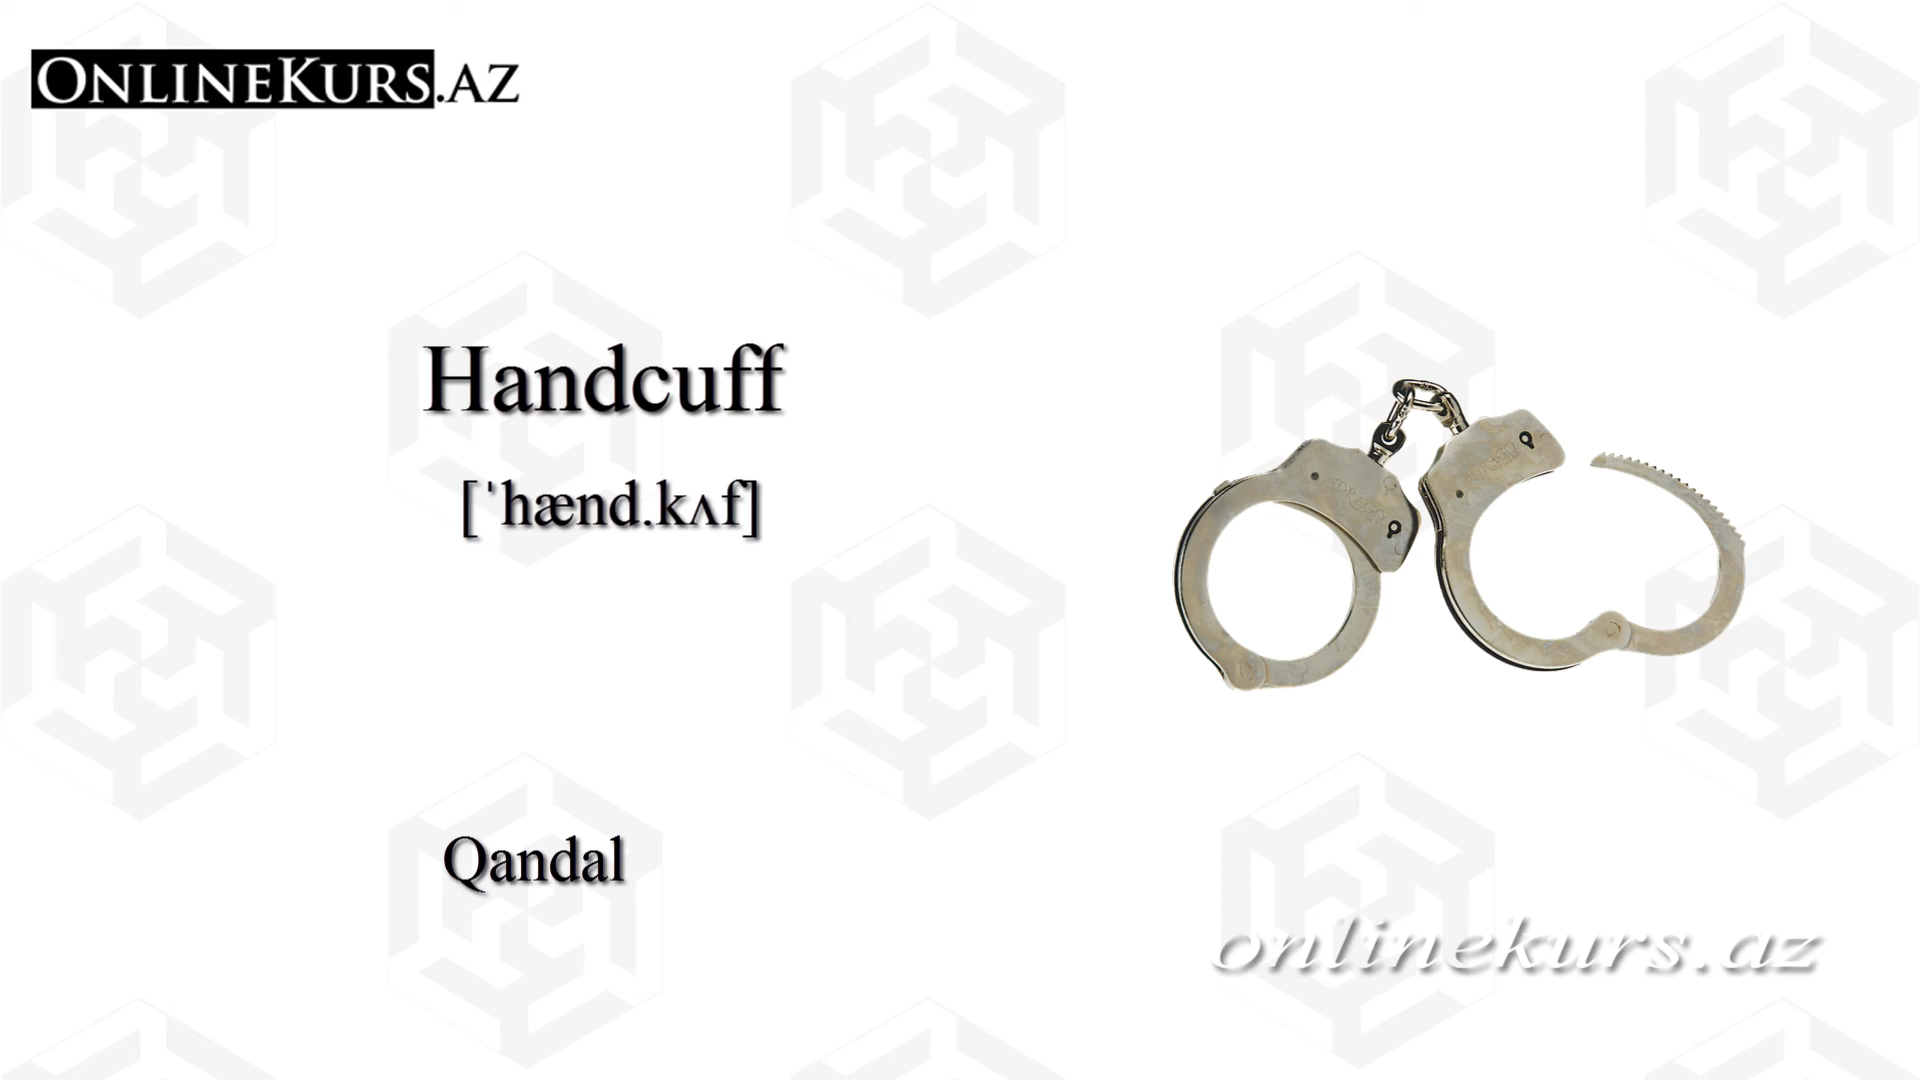 ONLINEKURS.AZ
Handcuff
[ˈhænd.kʌf]
Qandal
onlinekurs.az